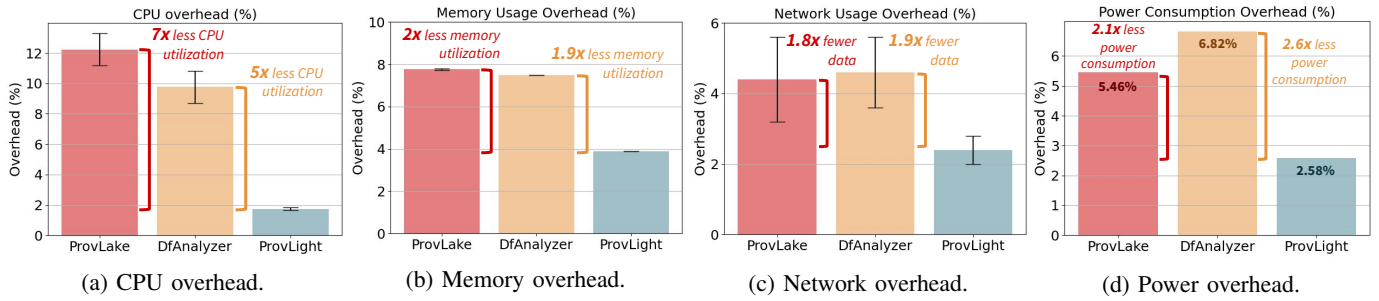 CPU overhead (%)
Overhead (%)
0
2
4
6
8
10
12
7x less CPU
utilization
5x less CPU
utilization
ProvLake
DfAnalyzer
ProvLight
(a) CPU overhead.
Memory Usage Overhead (%)
Overhead (%)
0
2
4
6
8
10
2x less memory
utilization
1.9x less memory
utilization
ProvLake
DfAnalyzer
ProvLight
(b) Memory overhead.
Network Usage Overhead (%)
Overhead (%)
0
2
4
6
1.8x fewer
data
1.9x fewer
data
ProvLake
DfAnalyzer
ProvLight
(c) Network overhead.
Power Consumption Overhead (%)
Overhead (%)
0
1
2
3
4
5
6
2.1x less
power
consumption
5.46%
6.82%
2.6x less
power
consumption
2.58%
ProvLake
DfAnalyzer
ProvLight
(d) Power overhead.